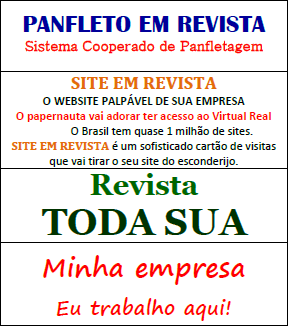 PANFLETO EM REVISTA
Sistema Cooperado de Panfletagem
SITE EM REVISTA
O WEBSITE PALPÁVEL DE SUA EMPRESA
O papernauta vai adorar ter acesso ao Virtual Real
O Brasil tem quase 1 milhão de sites.
SITE EM REVISTA é um sofisticado cartão de visitas
que vai tirar o seu site do esconderijo.
Revista
TODA SUA
Minha empresa
Eu trabalho aqui!